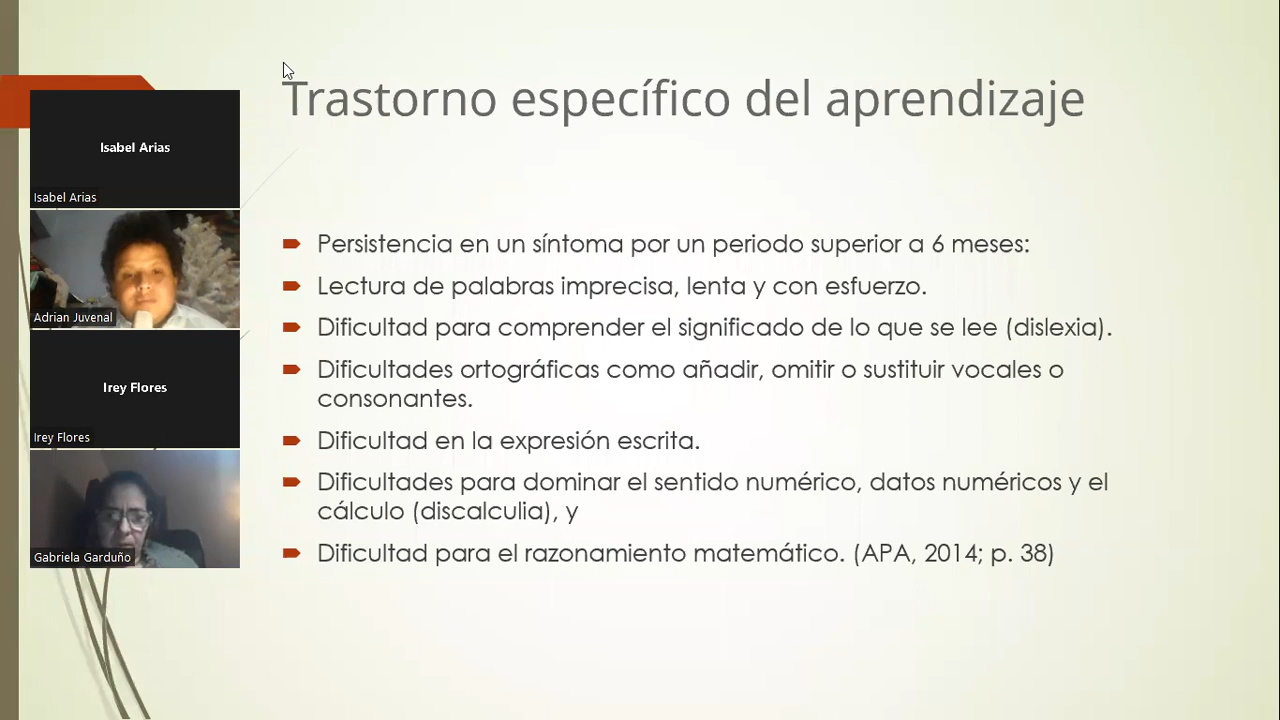 Trastorno específico del aprendizaje
Isabel Arias
Isabel Arias
Adrian Juvenal
Irey Flores
Irey Flores
Gabriela Garduño
Persistencia en un síntoma por un periodo superior a 6 meses:
Lectura de palabras imprecisa, lenta y con esfuerzo.
Dificultad para comprender el significado de lo que se lee (dislexia).
Dificultades ortográficas como añadir, omitir o sustituir vocales o
consonantes.
Dificultad en la expresión escrita.
Dificultades para dominar el sentido numérico, datos numéricos y el
cálculo (discalculia), y
Dificultad para el razonamiento matemático. (APA, 2014; p. 38)